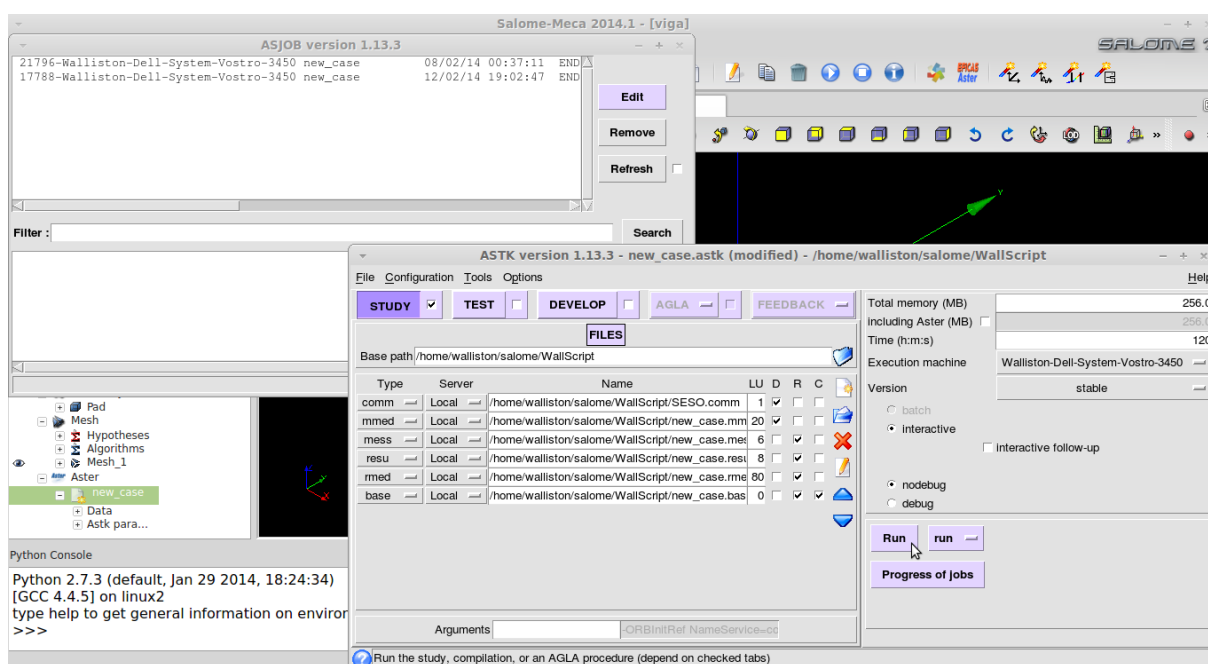 Salome-Meca 2014.1 - [viga]
ASJOB version 1.13.3
SALOME
21796-Walliston-Dell-System-Vostro-3450 new_case 08/02/14 00:37:11 END
17788-Walliston-Dell-System-Vostro-3450 new_case 12/02/14 19:02:47 END
Aster
Edit
Remove
Refresh
Filter :
Search
Y
ASTK version 1.13.3 - new_case.astk (modified) - /home/walliston/salome/WallScript
File Configuration Tools Options Help
STUDY TEST DEVELOP AGLA FEEDBACK
FILES
Base path /home/walliston/salome/WallScript
Type Server Name LU D R C
comm Local /home/walliston/salome/WallScript/SESO.comm 1
mmed Local /home/walliston/salome/WallScript/new_case.mm 20
mess Local /home/walliston/salome/WallScript/new_case.mes 6
resu Local /home/walliston/salome/WallScript/new_case.resu 8
rmed Local /home/walliston/salome/WallScript/new_case.rme 80
base Local /home/walliston/salome/WallScript/new_case.bas 0
Arguments -ORBInitRef NameService=co
Total memory (MB) 256.0
including Aster (MB) 256.0
Time (h:m:s) 120
Execution machine Walliston-Dell-System-Vostro-3450
Version stable
batch
interactive
interactive follow-up
nodebug
debug
Run run
Progress of jobs
Run the study, compilation, or an AGLA procedure (depend on checked tabs)
Pad
Mesh
Hypotheses
Algorithms
Mesh_1
Aster
new_case
Data
Astk para...
Python Console
Python 2.7.3 (default, Jan 29 2014, 18:24:34)
[GCC 4.4.5] on linux2
type help to get general information on environ
>>>